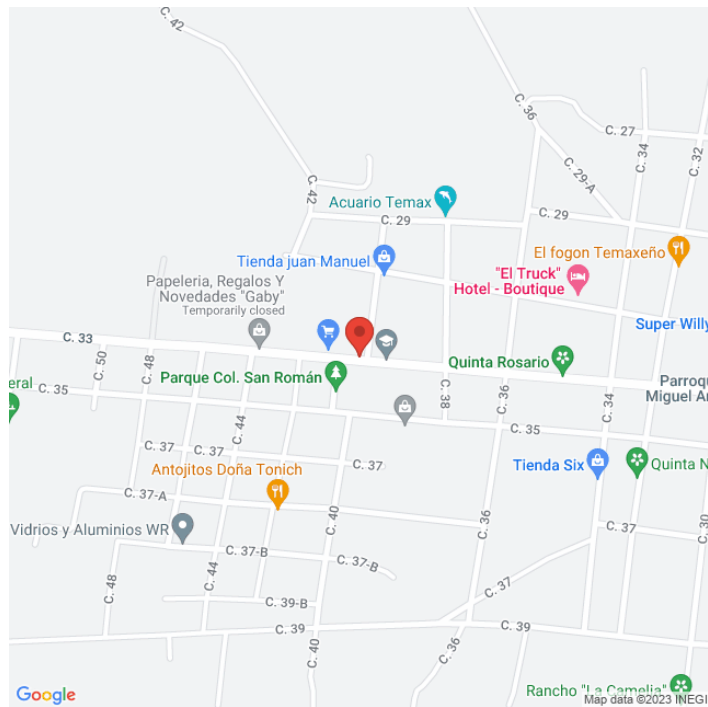 C. 42
C. 36
C. 27
C. 34
C. 32
C. 29-A
C. 42
Acuario Temax
C. 29
C. 29
El fogon Temaxeño
Tienda juan Manuel
"El Truck"
Hotel - Boutique
Papeleria, Regalos Y
Novedades "Gaby"
Temporarily closed
Super Willy
C. 33
C. 50
C. 48
Quinta Rosario
Parque Col. San Román
Parroq
Miguel Ar
eral
C. 35
C. 38
C. 36
C. 34
C. 44
C. 35
C. 37
C. 37
Tienda Six
Quinta N
Antojitos Doña Tonich
C. 37-A
C. 40
C. 36
C. 37
C. 30
Vidrios y Aluminios WR
C. 37-B
C. 37-B
C. 48
C. 44
C. 37
C. 39-B
C. 39
C. 39
C. 40
C. 36
Rancho "La Camelia"
Google
Map data ©2023 INEGI